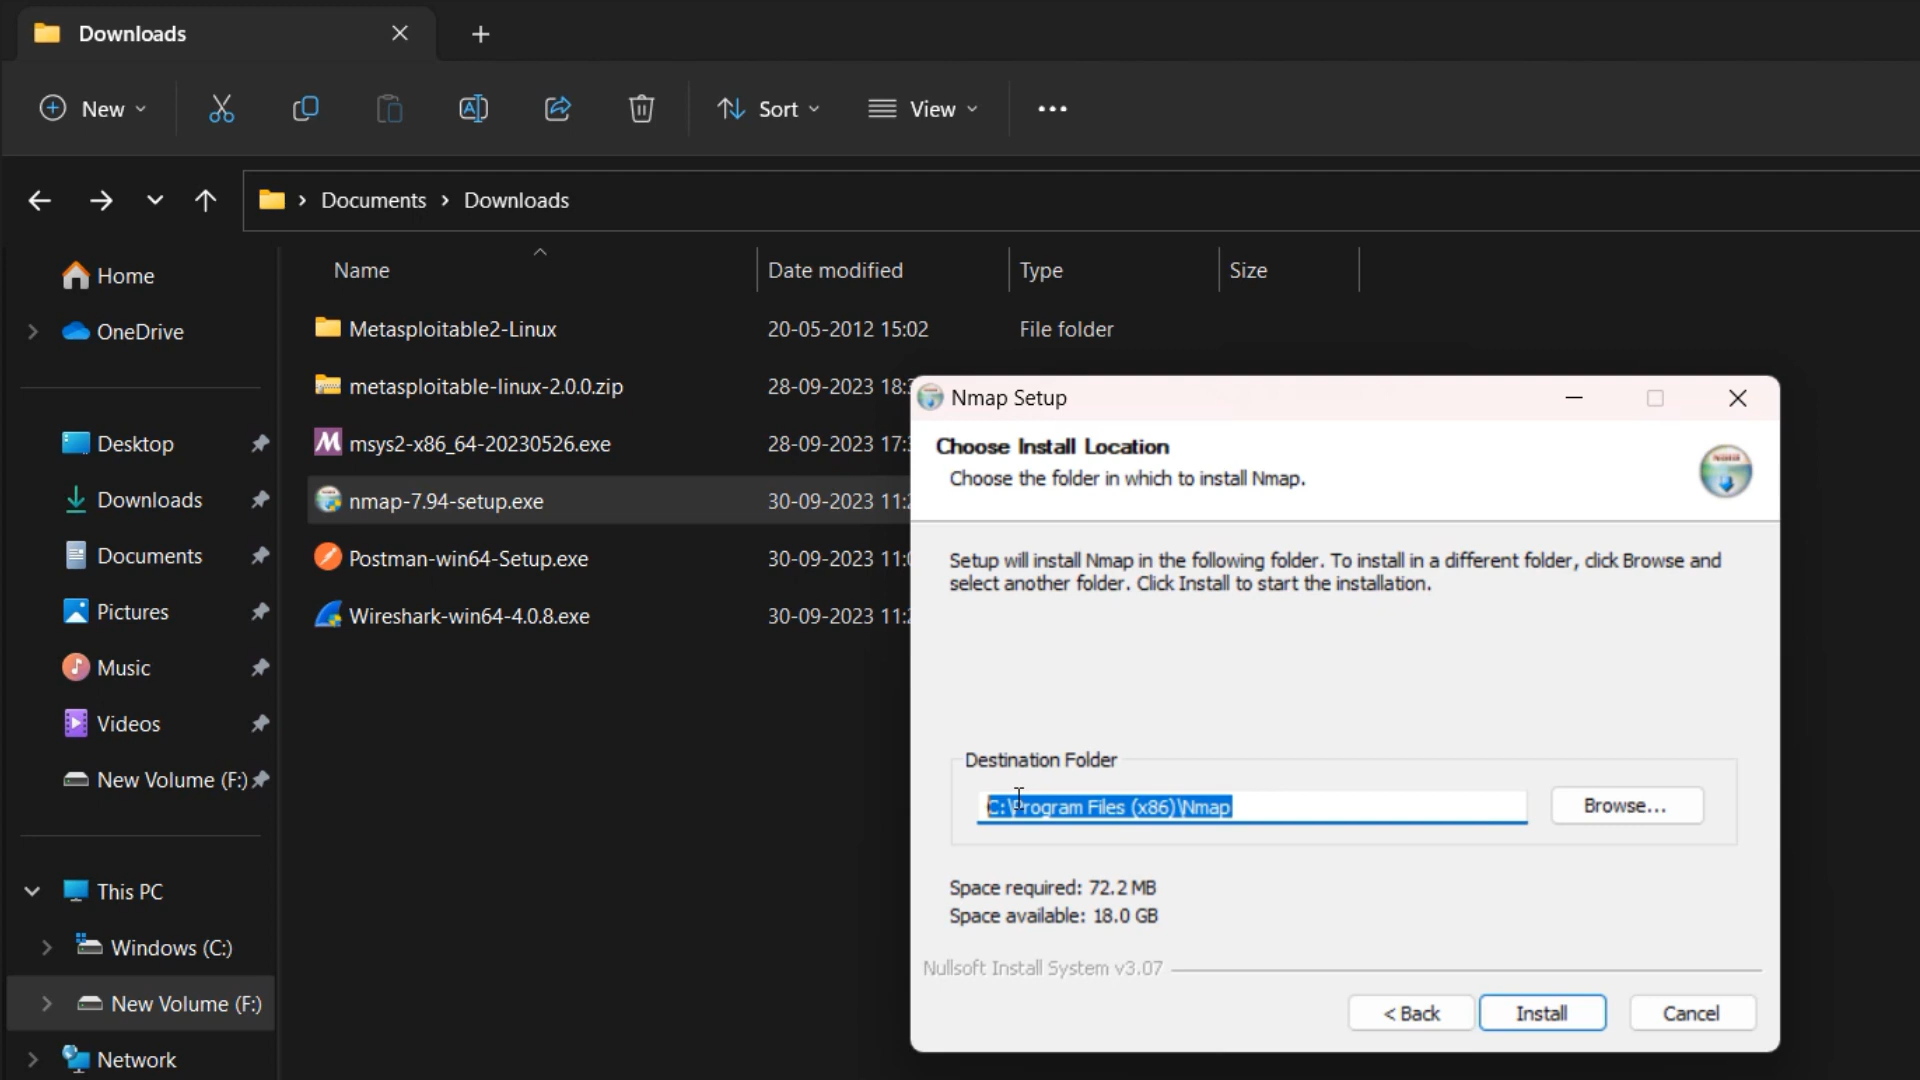 Downloads
New
Sort
View
Documents
Downloads
Name
Date modified
Type
Size
Home
OneDrive
Desktop
Downloads
Documents
Pictures
Music
Videos
New Volume (F:)
This PC
Windows (C:)
New Volume (F:)
Network
Metasploitable2-Linux 20-05-2012 15:02 File folder
metasploitable-linux-2.0.0.zip 28-09-2023 18:
msys2-x86_64-20230526.exe 28-09-2023 17:
nmap-7.94-setup.exe 30-09-2023 11:
Postman-win64-Setup.exe 30-09-2023 11:
Wireshark-win64-4.0.8.exe 30-09-2023 11:
Nmap Setup
Choose Install Location
Choose the folder in which to install Nmap.
Setup will install Nmap in the following folder. To install in a different folder, click Browse and
select another folder. Click Install to start the installation.
Destination Folder
C:\Program Files (x86)\Nmap
Browse...
Space required: 72.2 MB
Space available: 18.0 GB
Nullsoft Install System v3.07
< Back
Install
Cancel